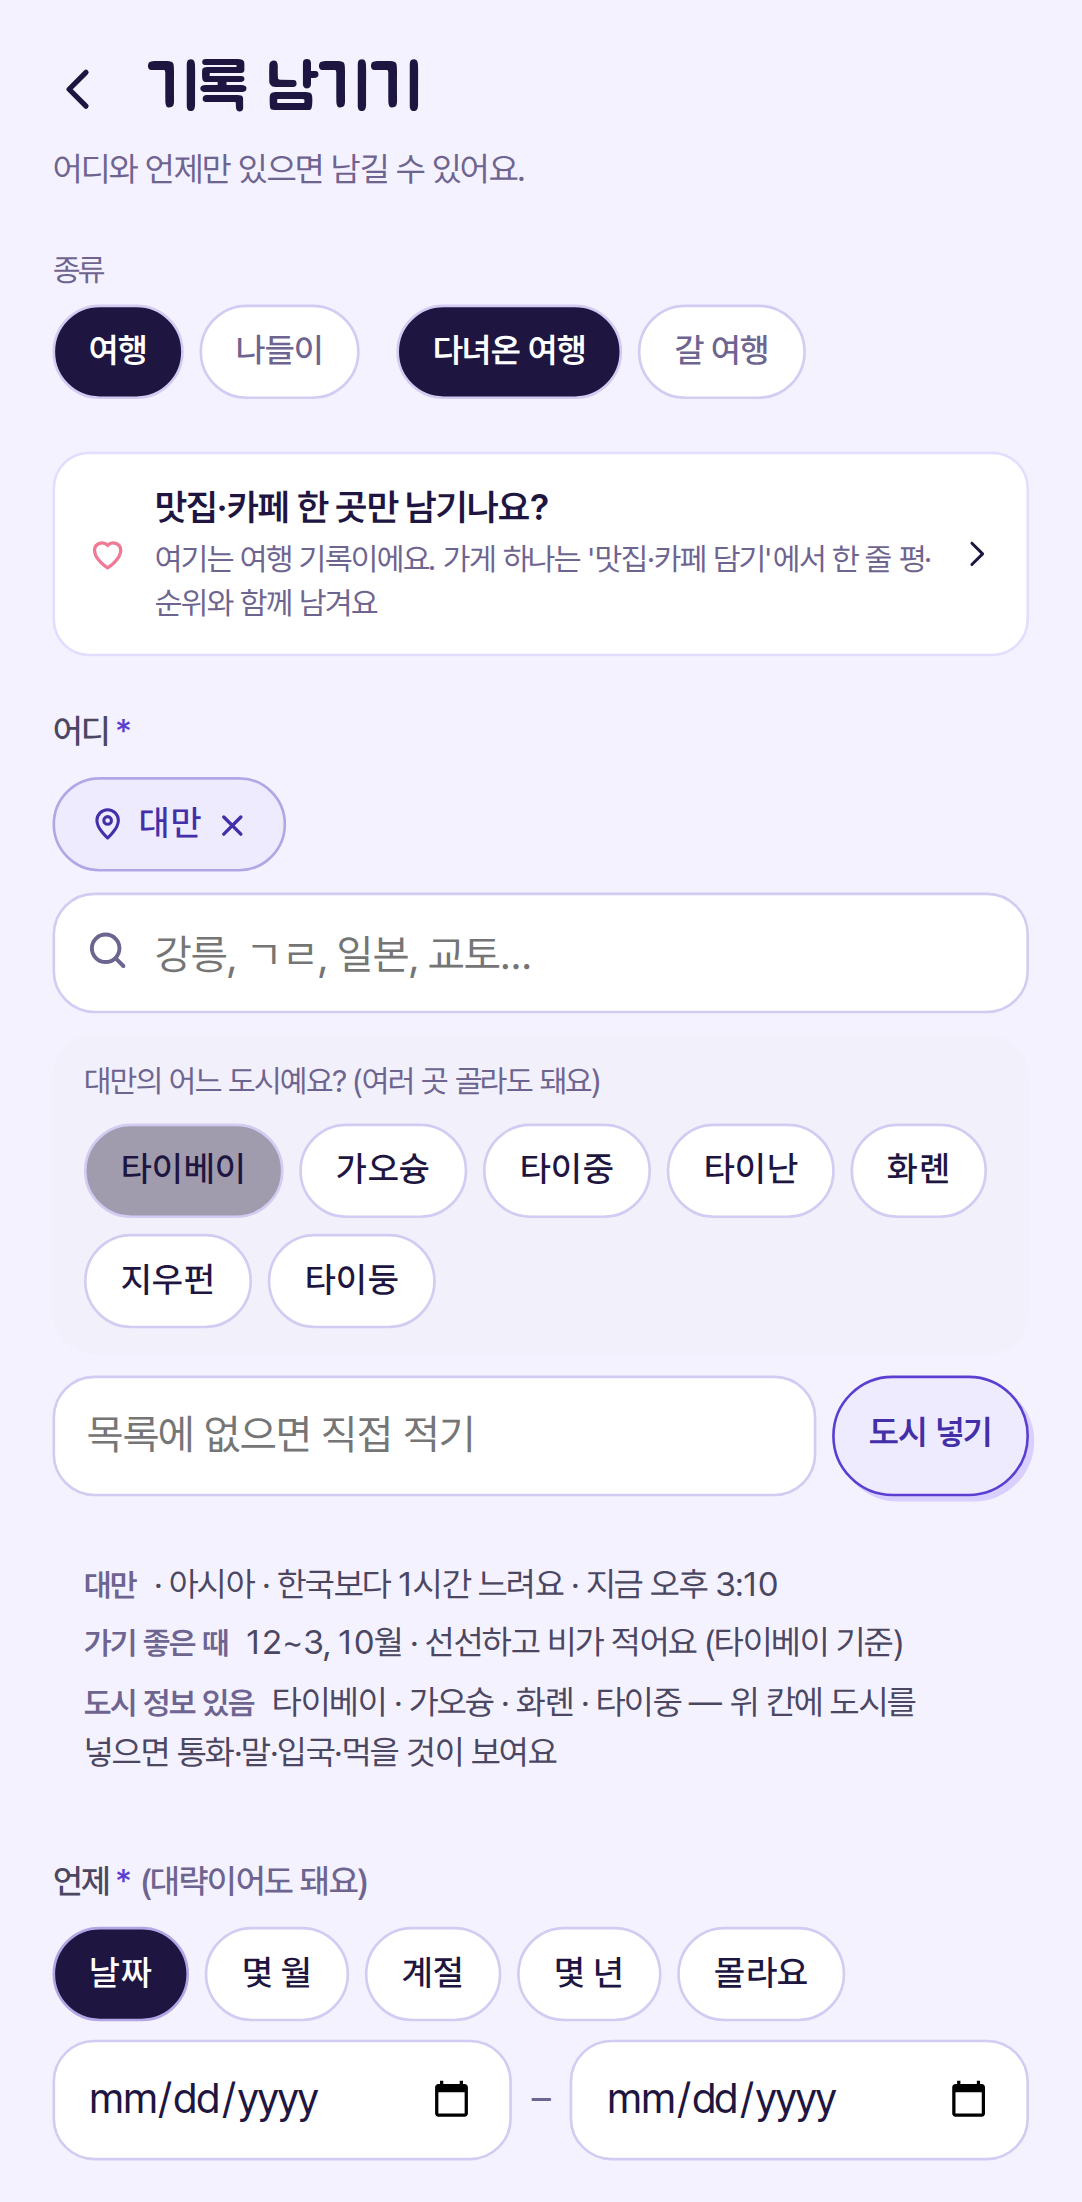 기록 남기기
어디와 언제만 있으면 남길 수 있어요.
종류
여행 나들이 다녀온 여행 갈 여행
맛집·카페 한 곳만 남기나요?
여기는 여행 기록이에요. 가게 하나는 '맛집·카페 담기'에서 한 줄 평·
순위와 함께 남겨요
어디 *
대만
강릉, ㄱㄹ, 일본, 교토...
대만의 어느 도시예요? (여러 곳 골라도 돼요)
타이베이 가오슝 타이중 타이난 화롄
지우펀 타이둥
목록에 없으면 직접 적기 도시 넣기
대만 · 아시아 · 한국보다 1시간 느려요 · 지금 오후 3:10
가기 좋은 때 12~3, 10월 · 선선하고 비가 적어요 (타이베이 기준)
도시 정보 있음 타이베이 · 가오슝 · 화롄 · 타이중 — 위 칸에 도시를
넣으면 통화·말·입국·먹을 것이 보여요
언제 * (대략이어도 돼요)
날짜 몇 월 계절 몇 년 몰라요
mm/dd/yyyy – mm/dd/yyyy